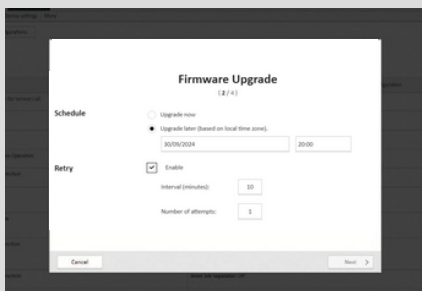 Firmware Upgrade
(2/4)
Schedule
Upgrade now
Upgrade later (based on local time zone).
30/09/2024 20:00
Retry
Enable
Interval (minutes): 10
Number of attempts: 1
Cancel
Next >